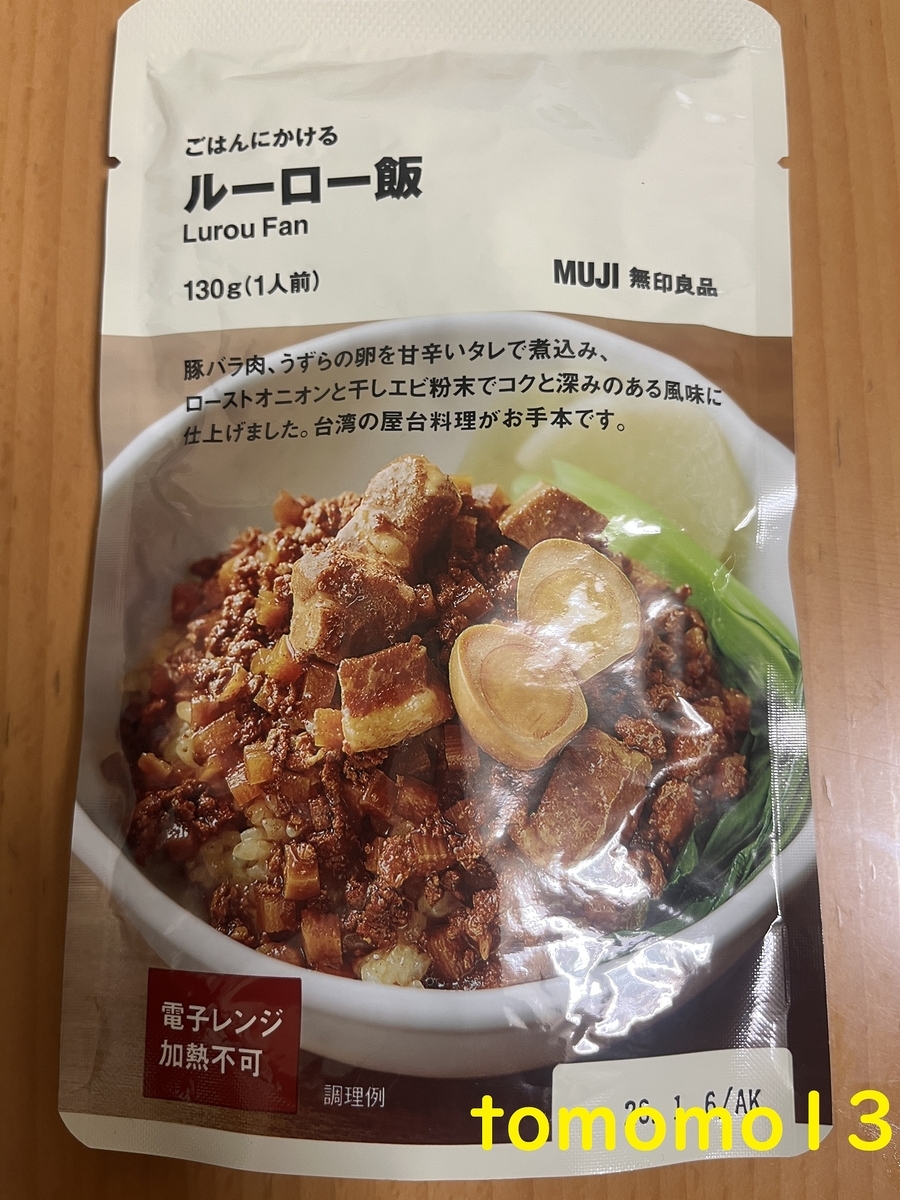 ごはんにかける
ルーロー飯
Lurou Fan
130g(1人前)
MUJI 無印良品
豚バラ肉、うずらの卵を甘辛いタレで煮込み、
ローストオニオンと干しエビ粉末でコクと深みのある風味に
仕上げました。台湾の屋台料理がお手本です。
電子レンジ
加熱不可
調理例
26. 1. 6/AK
tomomo13